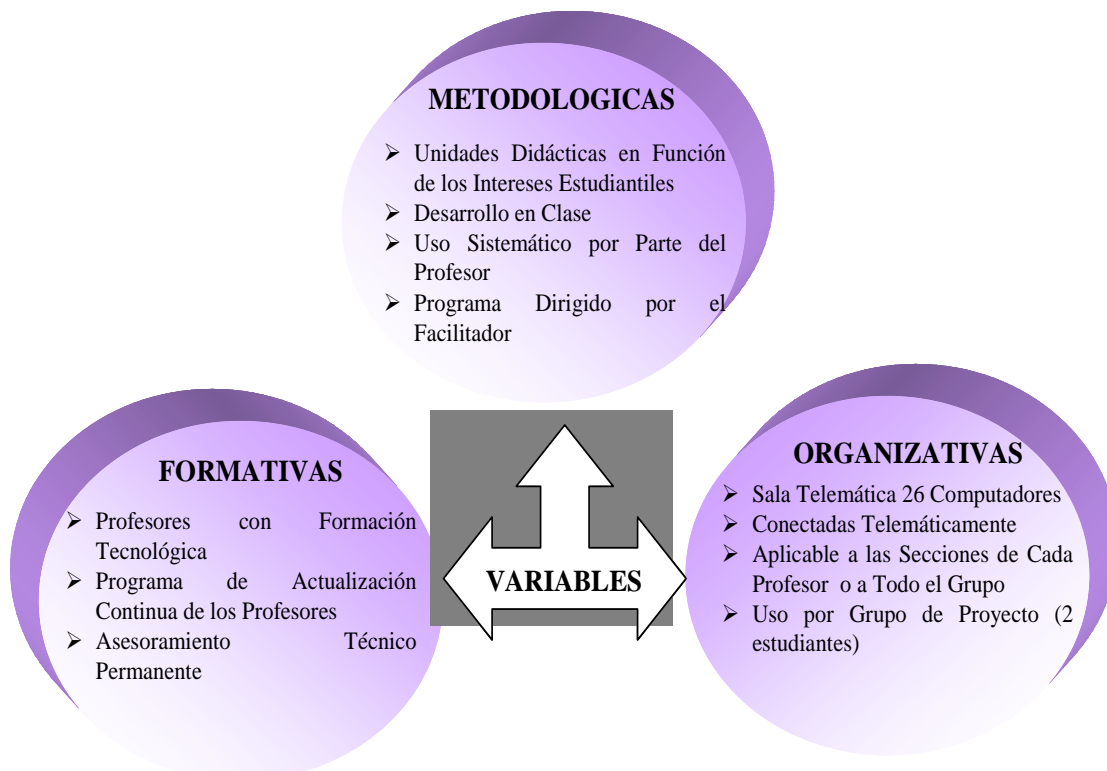 METODOLOGICAS
➢ Unidades Didácticas en Función
de los Intereses Estudiantiles
➢ Desarrollo en Clase
➢ Uso Sistemático por Parte del
Profesor
➢ Programa Dirigido por el
Facilitador
FORMATIVAS
➢ Profesores con Formación
Tecnológica
➢ Programa de Actualización
Continua de los Profesores
➢ Asesoramiento Técnico
Permanente
VARIABLES
ORGANIZATIVAS
➢ Sala Telemática 26 Computadores
➢ Conectadas Telemáticamente
➢ Aplicable a las Secciones de Cada
Profesor o a Todo el Grupo
➢ Uso por Grupo de Proyecto (2
estudiantes)